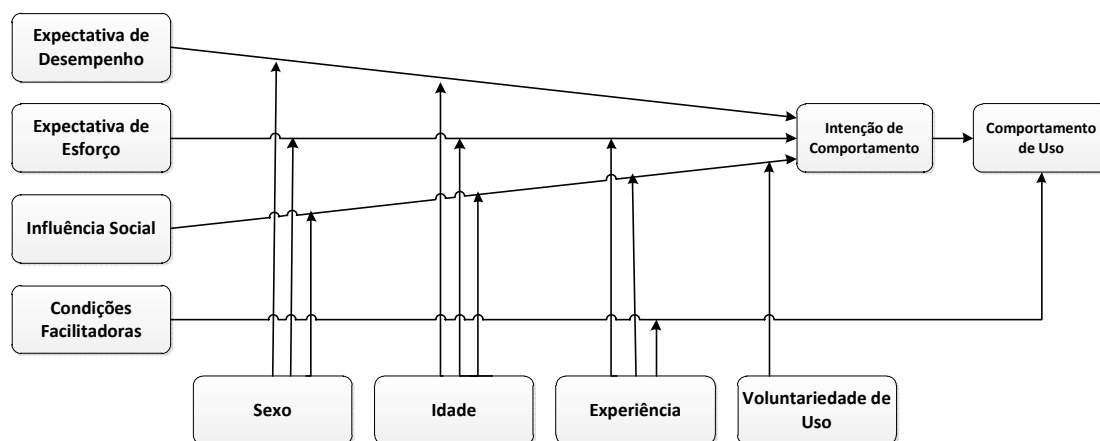 Expectativa de
Desempenho
Expectativa de
Esforço
Influência Social
Condições
Facilitadoras
Intenção de
Comportamento
Comportamento
de Uso
Sexo
Idade
Experiência
Voluntariedade de
Uso